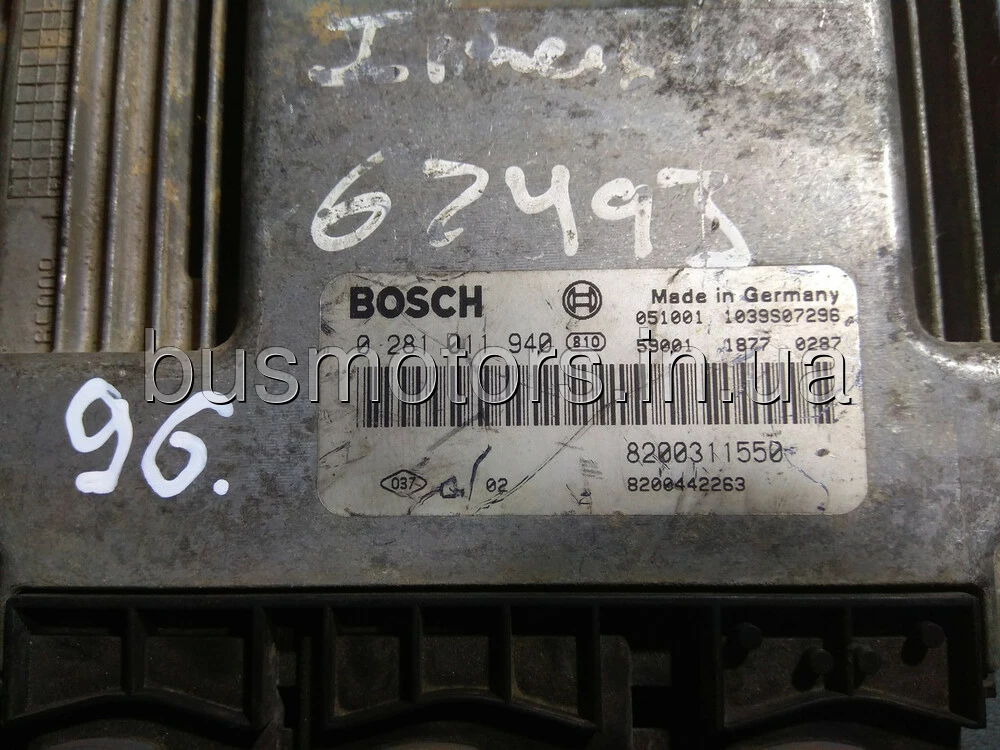 6749J
BOSCH
Made in Germany
051001 1039S07296
0 281 011 940 810 59001 1877 0287
busmotors.in.ua
96.
8200311550
037 02 8200442263